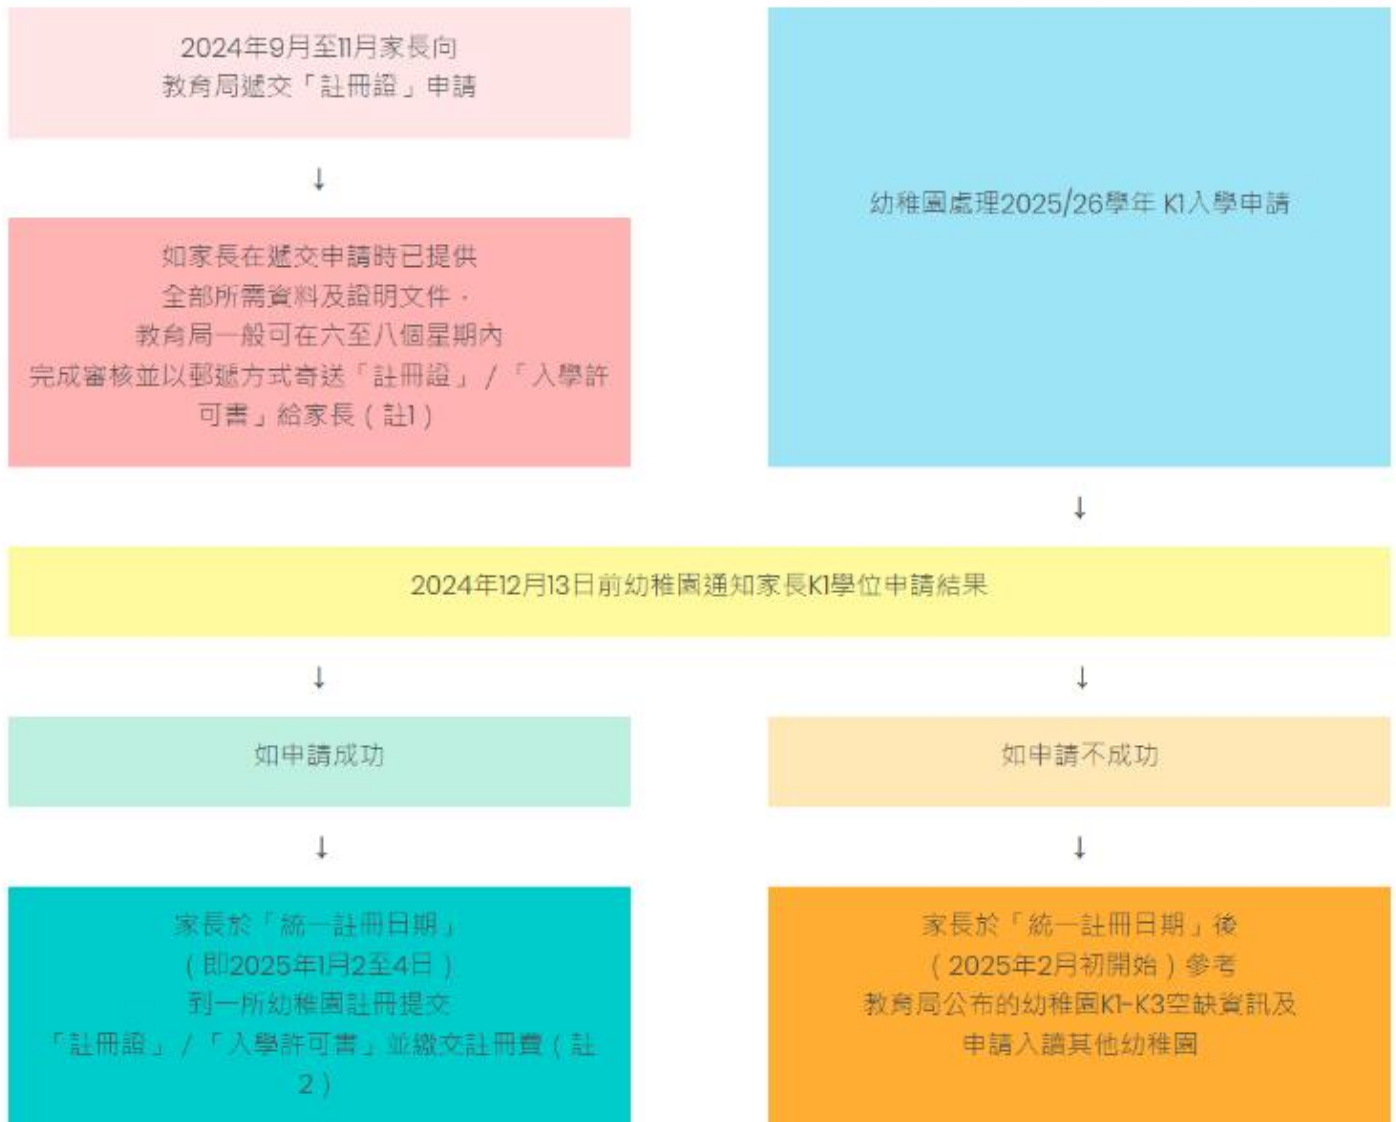 2024年9月至11月家長向
教育局遞交「註冊證」申請
↓
如家長在遞交申請時已提供
全部所需資料及證明文件，
教育局一般可在六至八個星期內
完成審核並以郵遞方式寄送「註冊證」/「入學許
可書」給家長（註1）
幼稚園處理2025/26學年 K1入學申請
↓
2024年12月13日前幼稚園通知家長K1學位申請結果
↓
↓
如申請成功
如申請不成功
↓
↓
家長於「統一註冊日期」
（即2025年1月2至4日）
到一所幼稚園註冊提交
「註冊證」/「入學許可書」並繳交註冊費（註
2）
家長於「統一註冊日期」後
（2025年2月初開始）參考
教育局公布的幼稚園K1-K3空缺資訊及
申請入讀其他幼稚園